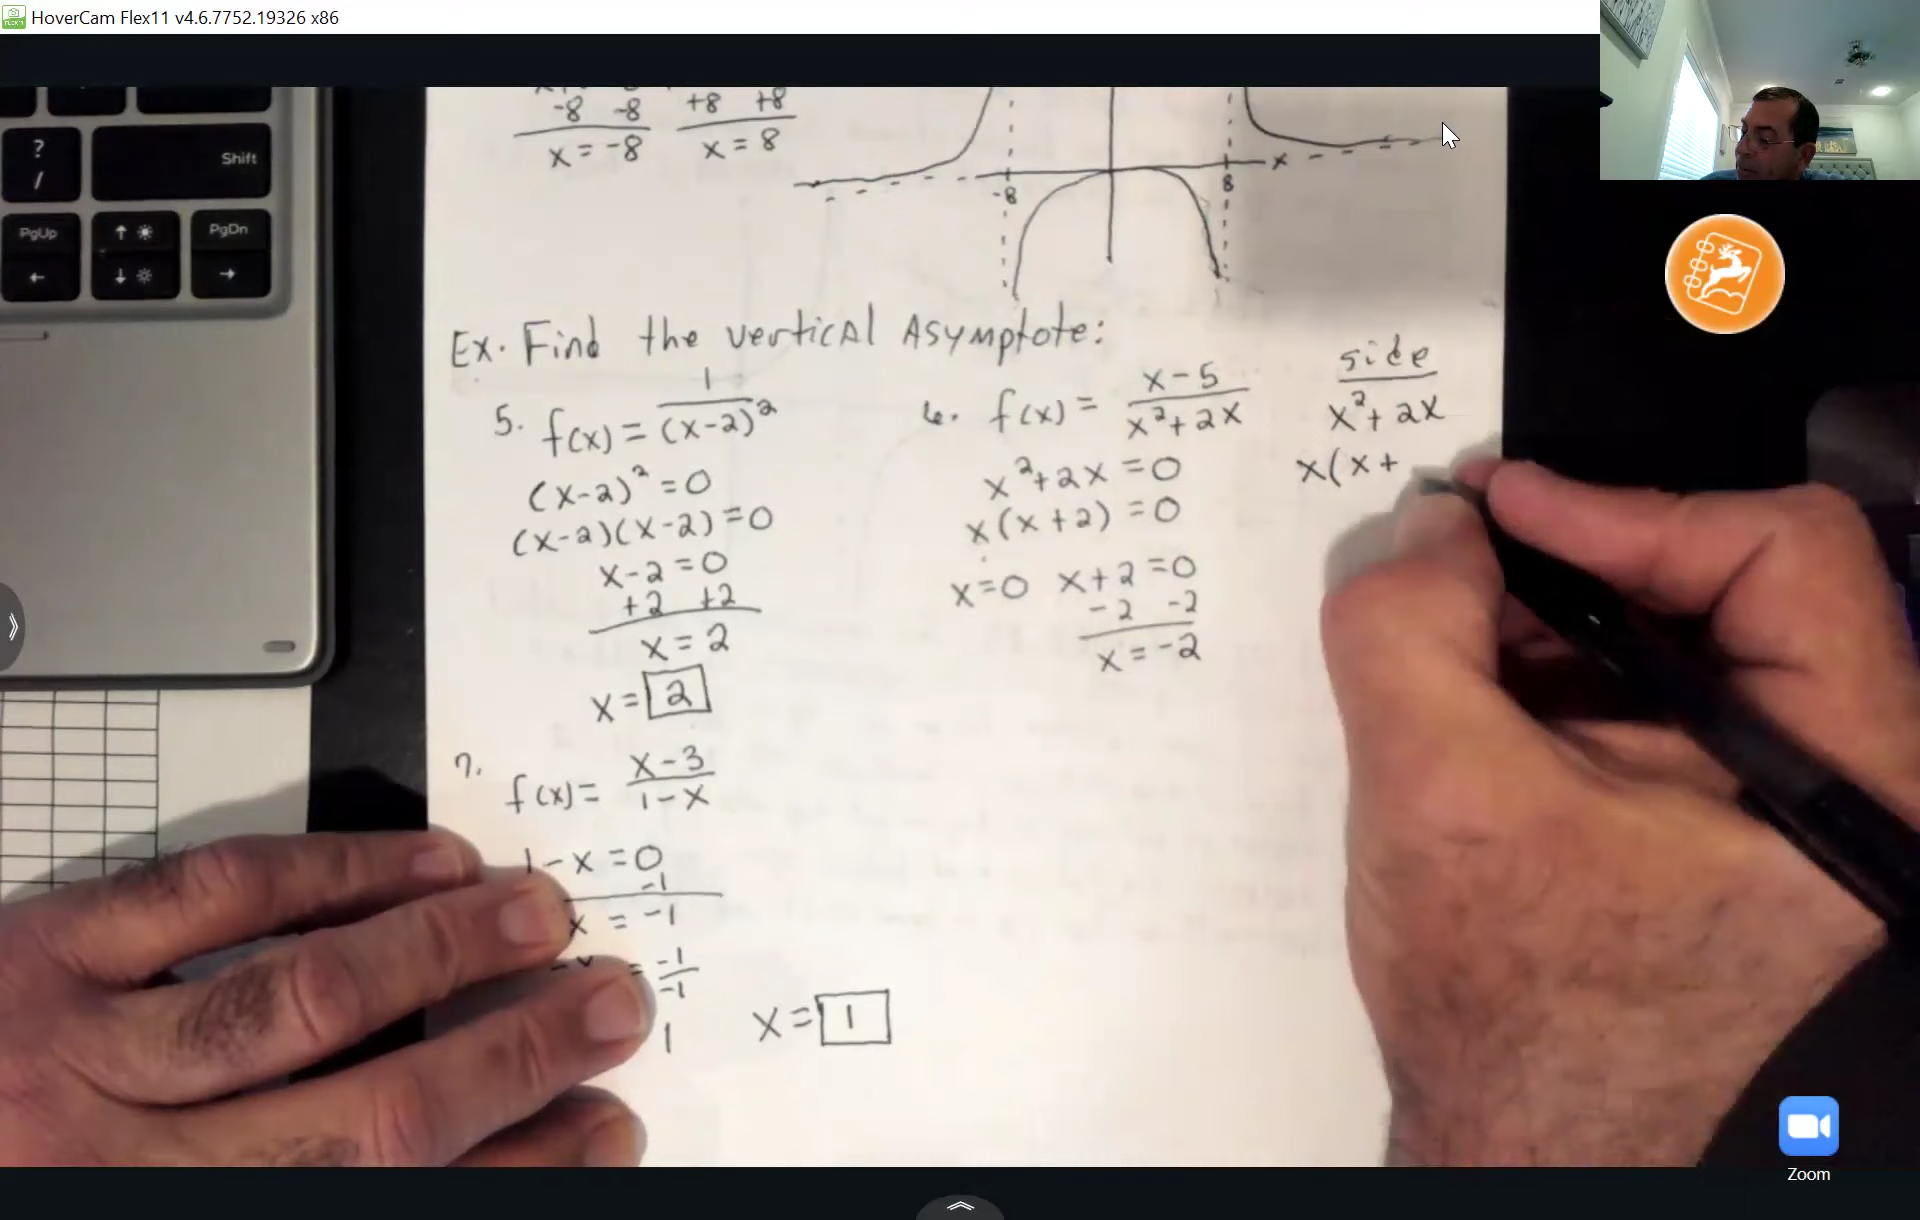 HoverCam Flex11 v4.6.7752.19326 x86
? /
Shift
PgUp
PgDn
-8 -8 +8 +8
x = -8 x = 8
-8 8 x
Ex. Find the vertical Asymptote:
5. f(x) = 1/(x-2)²
(x-2)² = 0
(x-2)(x-2) = 0
x-2 = 0
+2 +2
x = 2
x = 2
6. f(x) = x-5/x²+2x
x²+2x = 0
x(x+2) = 0
x=0 x+2=0
-2 -2
x = -2
side
x²+2x
x(x+
7. f(x) = x-3/1-x
1-x = 0
-1
x = -1
= -1/-1
1
x = 1
Zoom